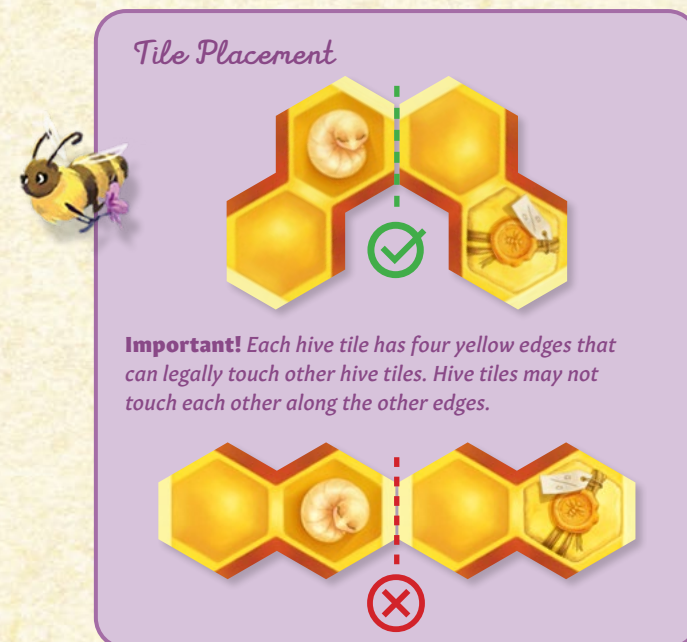 Tile Placement
Important! Each hive tile has four yellow edges that
can legally touch other hive tiles. Hive tiles may not
touch each other along the other edges.